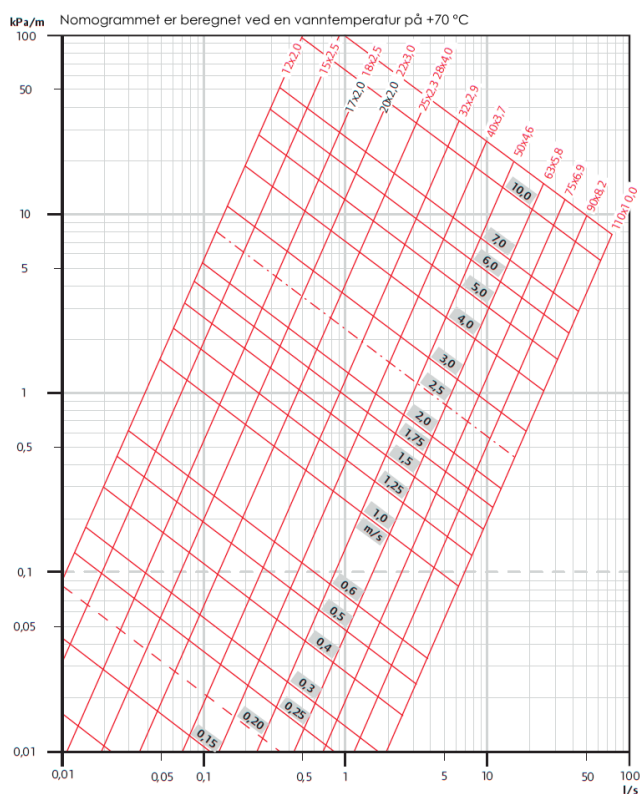 kPa/m Nomogrammet er beregnet ved en vanntemperatur på +70 °C
100
50
10
5
1
0,5
0,1
0,05
0,01
12x2,0
15x2,5
18x2,5
22x3,0
28x4,0
17x2,0
20x2,0
25x2,3
32x2,9
40x3,7
50x4,6
63x5,8
75x6,9
90x8,2
110x10,0
10,0
7,0
6,0
5,0
4,0
3,0
2,5
2,0
1,75
1,5
1,25
1,0
m/s
0,6
0,5
0,4
0,3
0,25
0,20
0,15
0,01 0,05 0,1 0,5 1 5 10 50 100
l/s